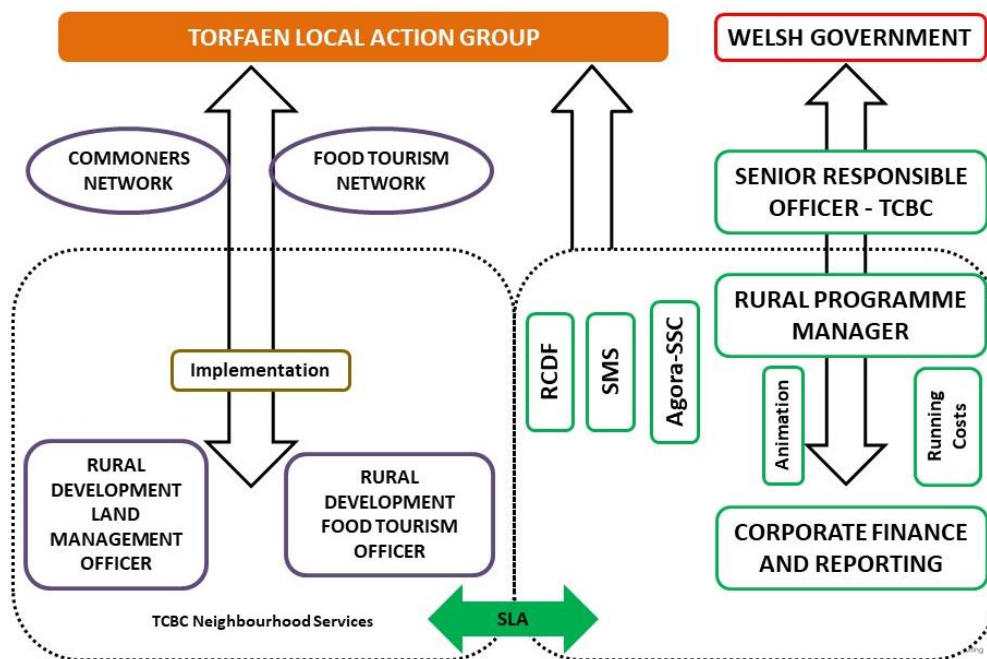 TORFAEN LOCAL ACTION GROUP
WELSH GOVERNMENT
COMMONERS
NETWORK
FOOD TOURISM
NETWORK
SENIOR RESPONSIBLE
OFFICER - TCBC
RURAL PROGRAMME
MANAGER
Implementation
RCDF
SMS
Agora-SSC
Animation
Running
Costs
RURAL
DEVELOPMENT
LAND
MANAGEMENT
OFFICER
RURAL
DEVELOPMENT
FOOD TOURISM
OFFICER
CORPORATE FINANCE
AND REPORTING
TCBC Neighbourhood Services
SLA